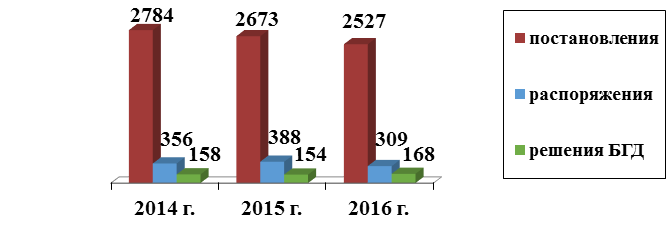 2784
2673
2527
постановления
356
388
309
распоряжения
158
154
168
решения БГД
2014 г.
2015 г.
2016 г.